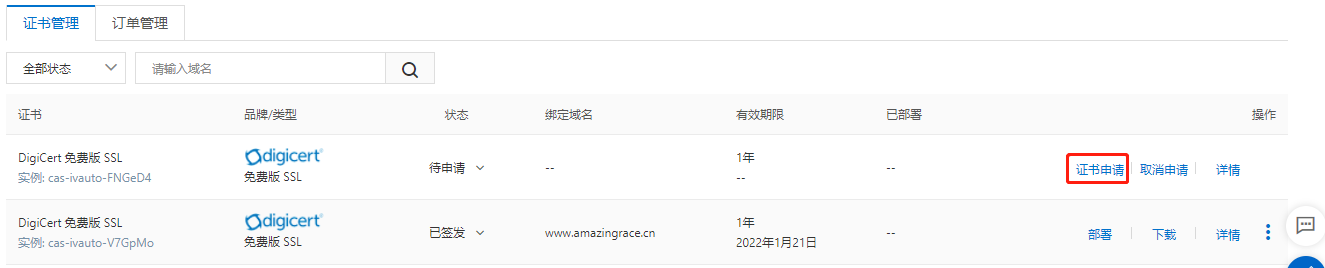 证书管理 订单管理
全部状态 请输入域名
证书 品牌/类型 状态 绑定域名 有效期限 已部署 操作
DigiCert 免费版 SSL digicert 待申请 -- 1年 -- 证书申请 取消申请 详情
实例: cas-ivauto-FNGeD4 免费版 SSL --
DigiCert 免费版 SSL digicert 已签发 www.amazingrace.cn 1年 -- 部署 下载 详情
实例: cas-ivauto-V7GpMo 免费版 SSL 2022年1月21日